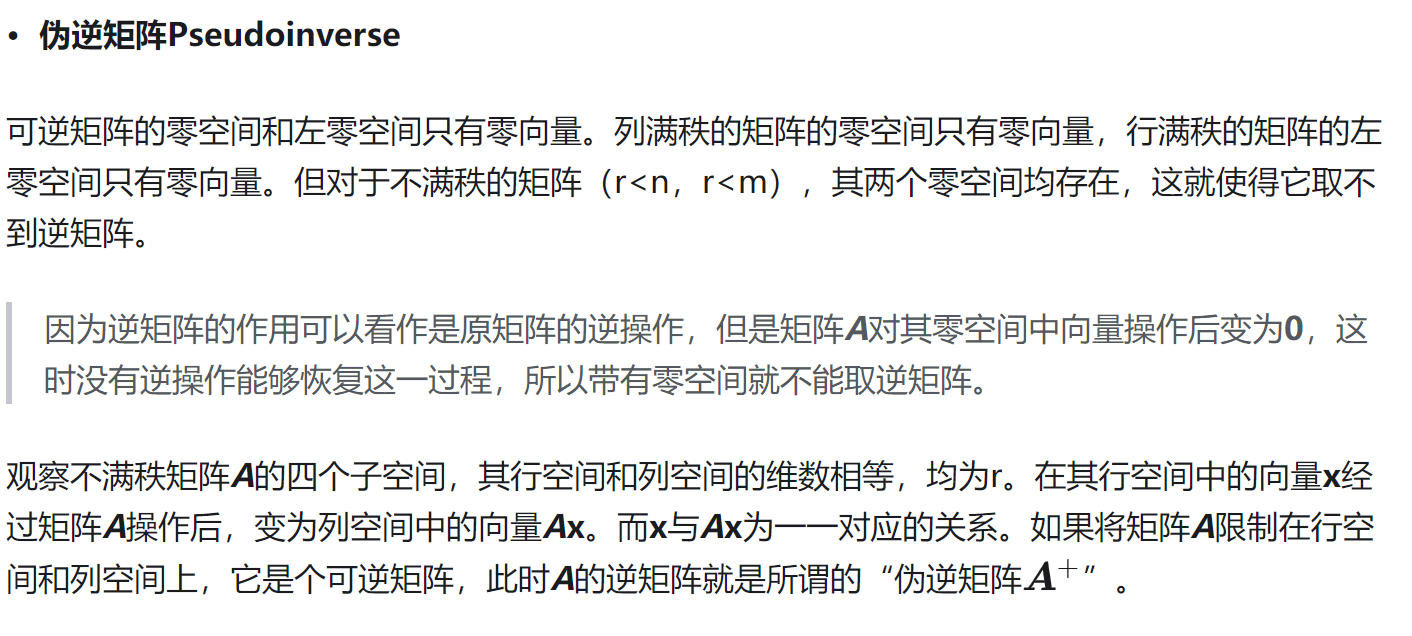 • 伪逆矩阵Pseudoinverse
可逆矩阵的零空间和左零空间只有零向量。列满秩的矩阵的零空间只有零向量，行满秩的矩阵的左
零空间只有零向量。但对于不满秩的矩阵（r<n，r<m），其两个零空间均存在，这就使得它取不
到逆矩阵。
因为逆矩阵的作用可以看作是原矩阵的逆操作，但是矩阵A对其零空间中向量操作后变为0，这
时没有逆操作能够恢复这一过程，所以带有零空间就不能取逆矩阵。
观察不满秩矩阵A的四个子空间，其行空间和列空间的维数相等，均为r。在其行空间中的向量x经
过矩阵A操作后，变为列空间中的向量Ax。而x与Ax为一一对应的关系。如果将矩阵A限制在行空
间和列空间上，它是个可逆矩阵，此时A的逆矩阵就是所谓的“伪逆矩阵A⁺”。